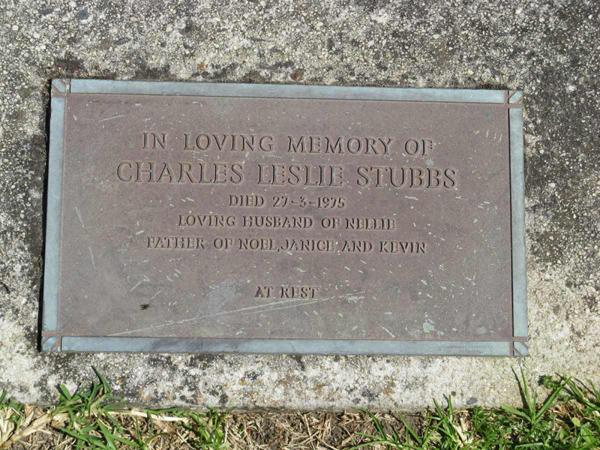 IN LOVING MEMORY OF
CHARLES LESLIE STUBBS
DIED 27-3-1975
LOVING HUSBAND OF NELLIE
FATHER OF NOEL, JANICE AND KEVIN
AT REST